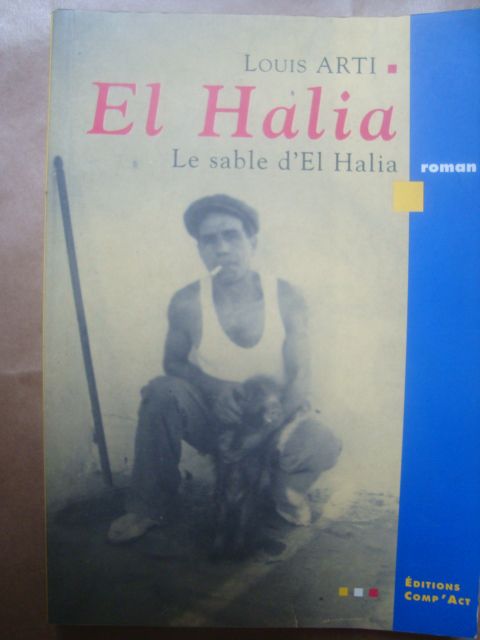 Louis ARTI
El Halia
Le sable d'El Halia
roman
Éditions
Comp'Act